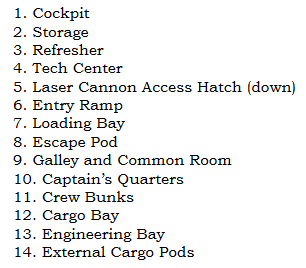 1. Cockpit
2. Storage
3. Refresher
4. Tech Center
5. Laser Cannon Access Hatch (down)
6. Entry Ramp
7. Loading Bay
8. Escape Pod
9. Galley and Common Room
10. Captain’s Quarters
11. Crew Bunks
12. Cargo Bay
13. Engineering Bay
14. External Cargo Pods